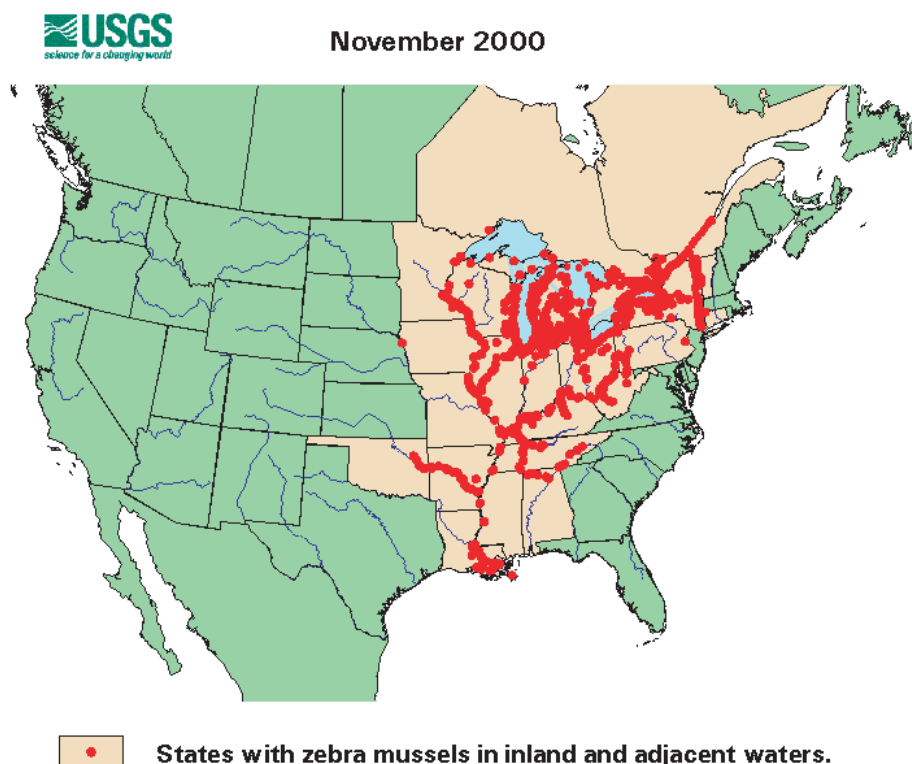 USGS
science for a changing world
November 2000
States with zebra mussels in inland and adjacent waters.